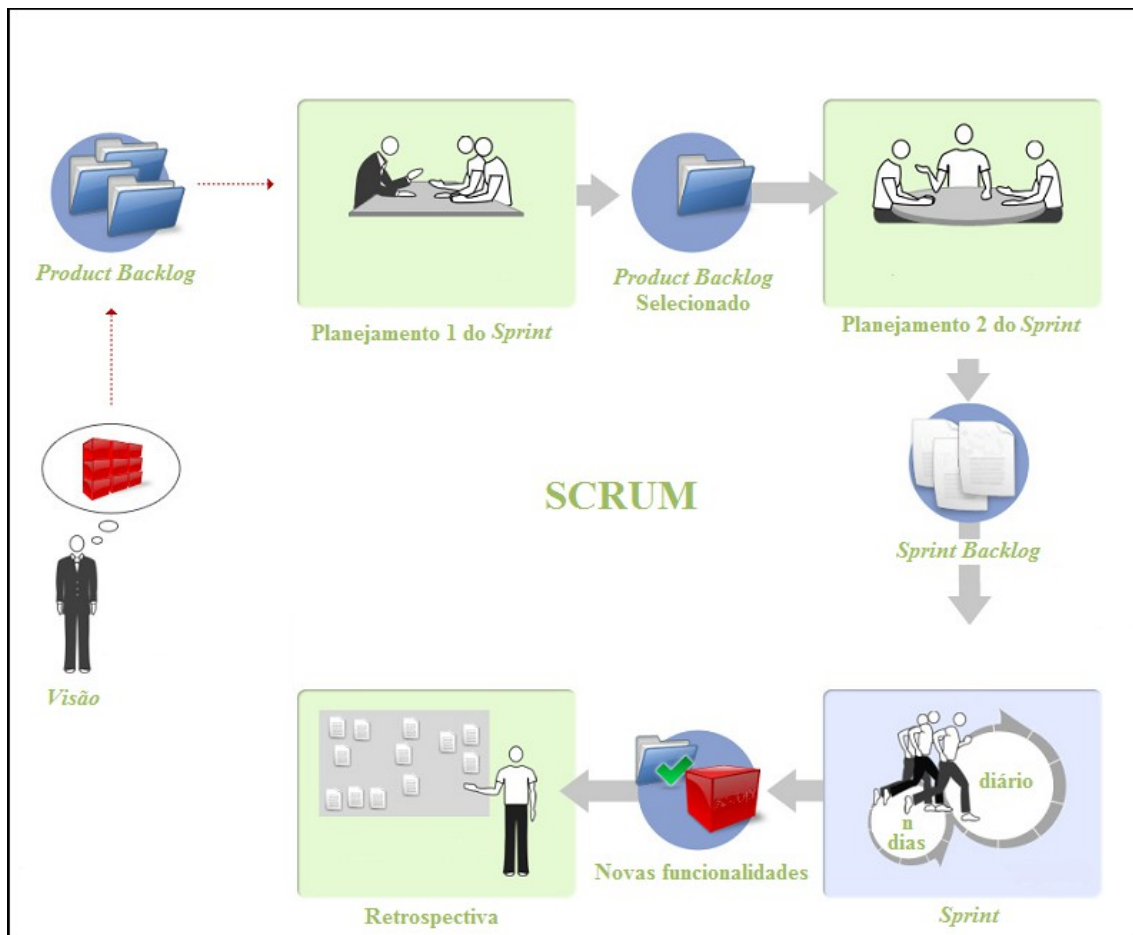 Product Backlog
Planejamento 1 do Sprint
Product Backlog
Selecionado
Planejamento 2 do Sprint
SCRUM
Sprint Backlog
Visão
diário
n
dias
Novas funcionalidades
Retrospectiva
Sprint